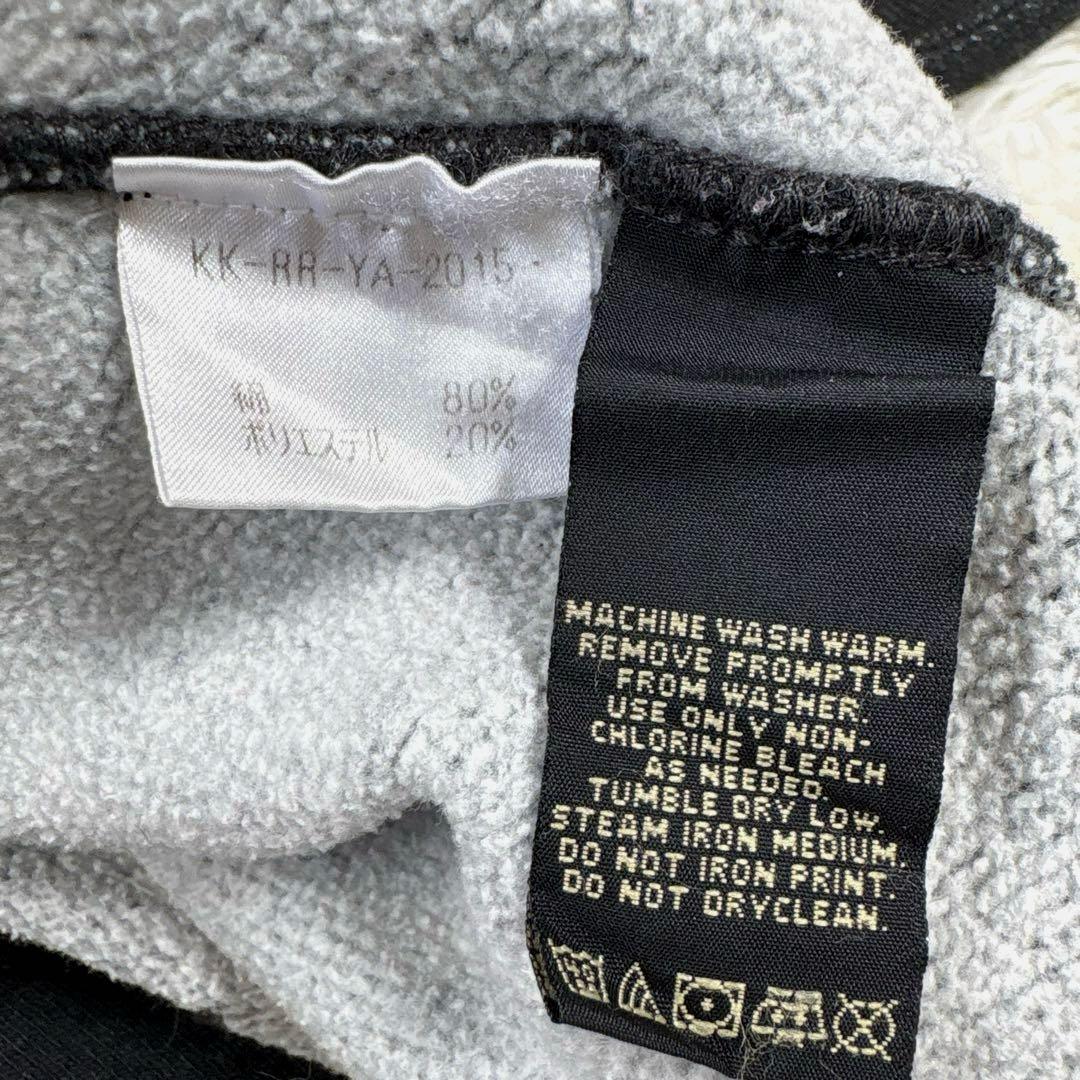 KK-RR-YA-2015
綿 80%
ポリエステル 20%
MACHINE WASH WARM.
REMOVE PROMPTLY
FROM WASHER.
USE ONLY NON-
CHLORINE BLEACH
AS NEEDED.
TUMBLE DRY LOW.
STEAM IRON MEDIUM.
DO NOT IRON PRINT.
DO NOT DRYCLEAN.